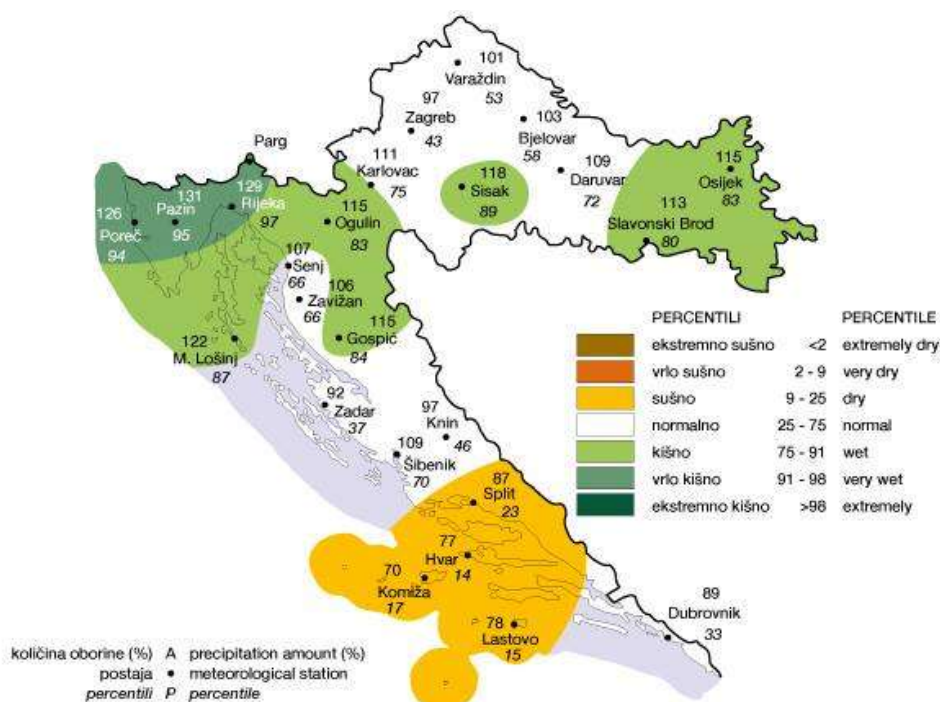 101
Varaždin
53
97
Zagreb
43
103
Bjelovar
58
Parg
111
Karlovac
75
118
Sisak
89
109
Daruvar
72
115
Osijek
83
113
Slavonski Brod
80
126
Poreč
94
131
Pazin
95
129
Rijeka
97
115
Ogulin
83
107
Senj
66
106
Zavižan
66
115
Gospić
84
122
M. Lošinj
87
92
Zadar
37
97
Knin
46
109
Šibenik
70
87
Split
23
77
Hvar
14
70
Komiža
17
78
Lastovo
15
89
Dubrovnik
33
PERCENTILI PERCENTILE
ekstremno sušno <2 extremely dry
vrlo sušno 2 - 9 very dry
sušno 9 - 25 dry
normalno 25 - 75 normal
kišno 75 - 91 wet
vrlo kišno 91 - 98 very wet
ekstremno kišno >98 extremely
količina oborine (%) A precipitation amount (%)
postaja • meteorological station
percentili P percentile